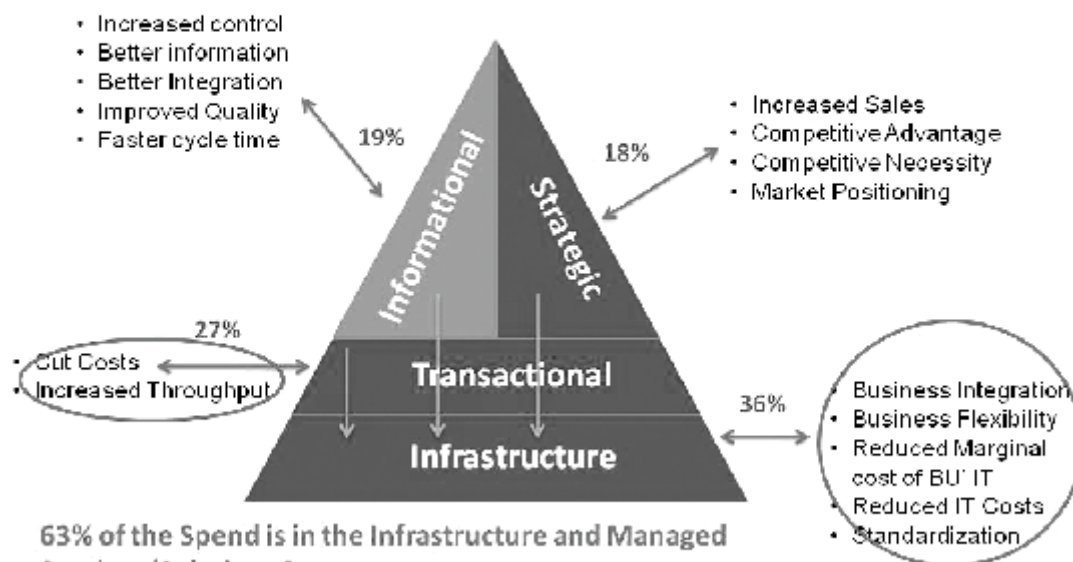 • Increased control
• Better information
• Better Integration
• Improved Quality
• Faster cycle time
19%
Informational
18%
Strategic
• Increased Sales
• Competitive Advantage
• Competitive Necessity
• Market Positioning
27%
• Cut Costs
• Increased Throughput
Transactional
Infrastructure
36%
• Business Integration
• Business Flexibility
• Reduced Marginal
cost of BU' IT
• Reduced IT Costs
• Standardization
63% of the Spend is in the Infrastructure and Managed